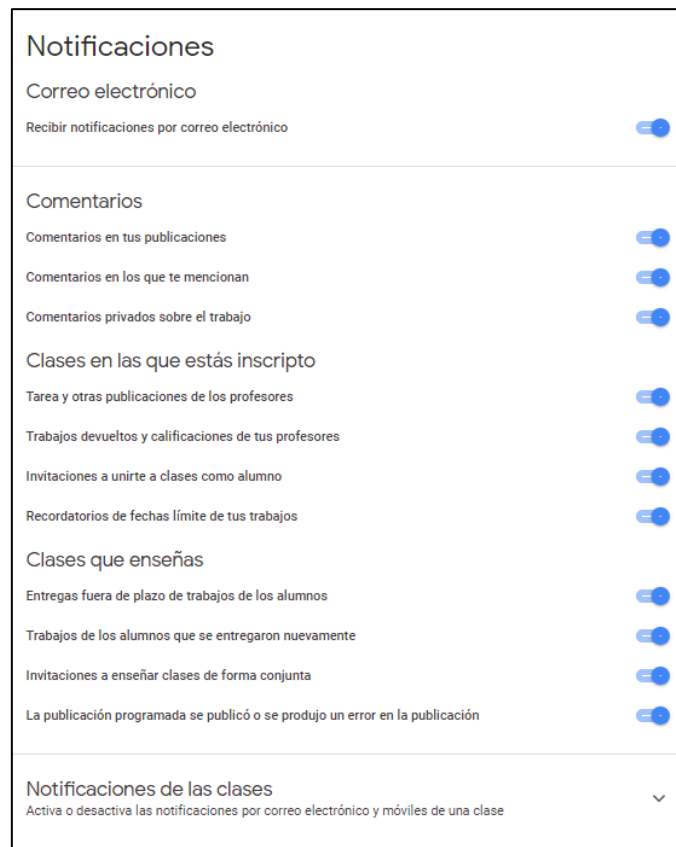 Notificaciones
Correo electrónico
Recibir notificaciones por correo electrónico
Comentarios
Comentarios en tus publicaciones
Comentarios en los que te mencionan
Comentarios privados sobre el trabajo
Clases en las que estás inscripto
Tarea y otras publicaciones de los profesores
Trabajos devueltos y calificaciones de tus profesores
Invitaciones a unirte a clases como alumno
Recordatorios de fechas límite de tus trabajos
Clases que enseñas
Entregas fuera de plazo de trabajos de los alumnos
Trabajos de los alumnos que se entregaron nuevamente
Invitaciones a enseñar clases de forma conjunta
La publicación programada se publicó o se produjo un error en la publicación
Notificaciones de las clases
Activa o desactiva las notificaciones por correo electrónico y móviles de una clase